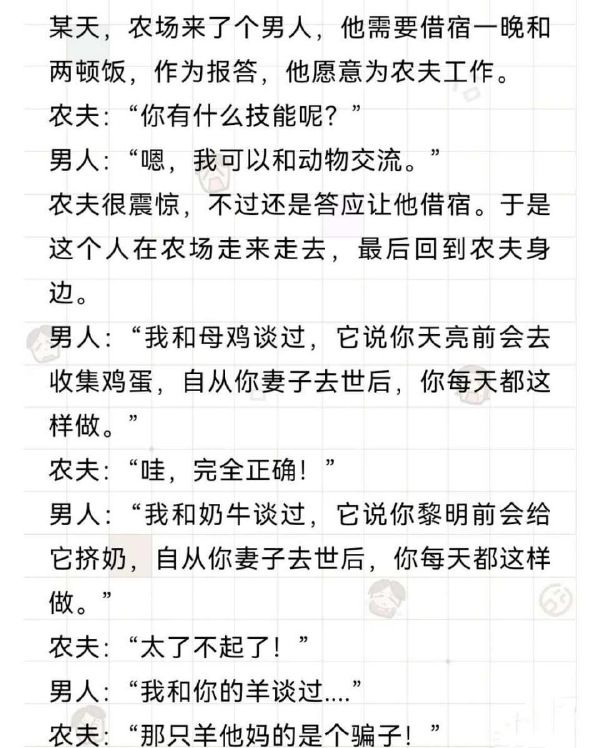 某天，农场来了个男人，他需要借宿一晚和
两顿饭，作为报答，他愿意为农夫工作。
农夫：“你有什么技能呢？”
男人：“嗯，我可以和动物交流。”
农夫很震惊，不过还是答应让他借宿。于是
这个人在农场走来走去，最后回到农夫身
边。
男人：“我和母鸡谈过，它说你天亮前会去
收集鸡蛋，自从你妻子去世后，你每天都这
样做。”
农夫：“哇，完全正确！”
男人：“我和奶牛谈过，它说你黎明前会给
它挤奶，自从你妻子去世后，你每天都这样
做。”
农夫：“太了不起了！”
男人：“我和你的羊谈过....”
农夫：“那只羊他妈的是个骗子！”